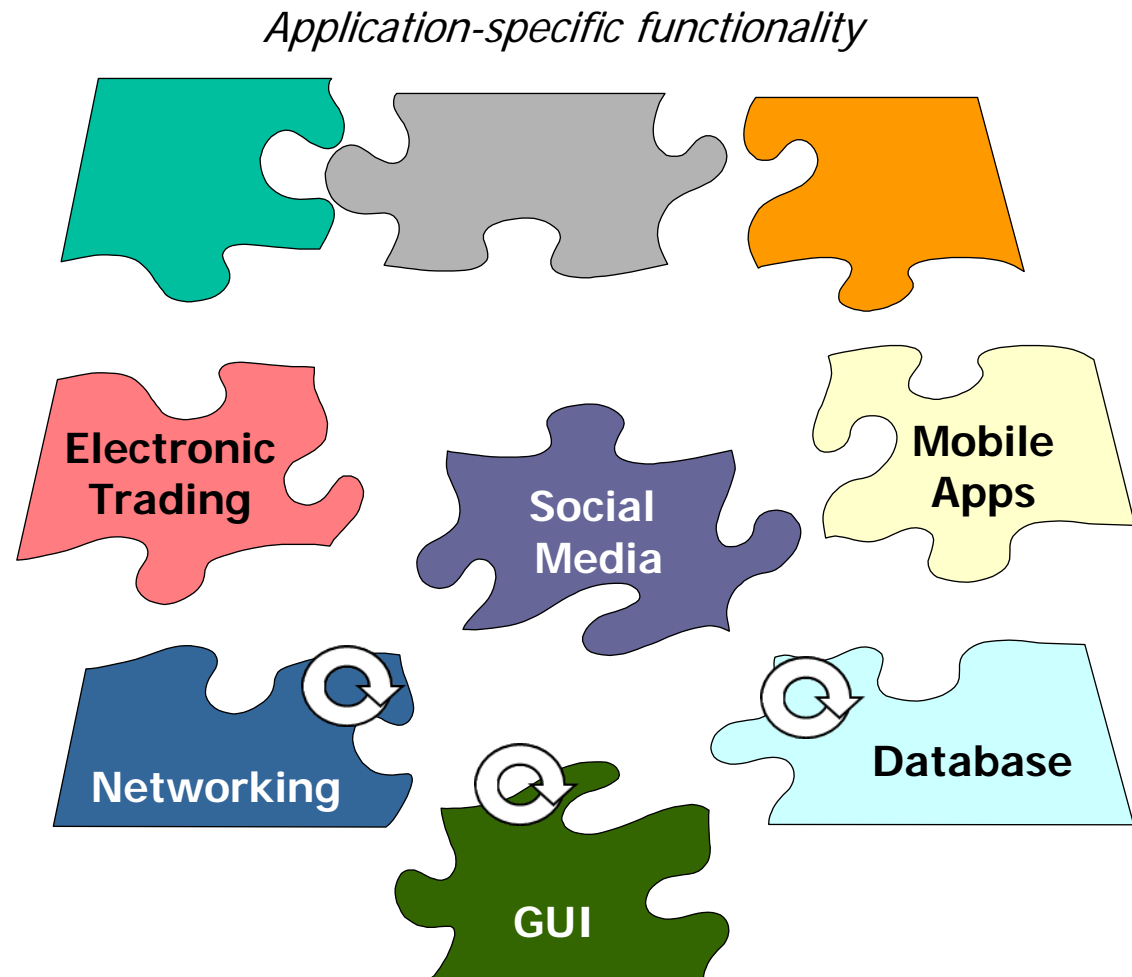 Application-specific functionality
Electronic
Trading
Social
Media
Mobile
Apps
Networking
Database
GUI